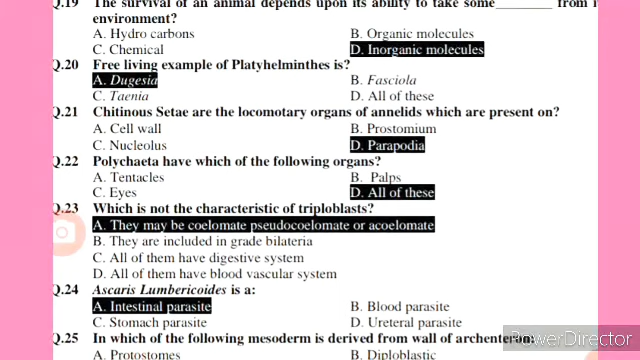 Q.19 The survival of an animal depends upon its ability to take some________ from
environment?
A. Hydro carbons B. Organic molecules
C. Chemical D. Inorganic molecules
Q.20 Free living example of Platyhelminthes is?
A. Dugesia B. Fasciola
C. Taenia D. All of these
Q.21 Chitinous Setae are the locomotary organs of annelids which are present on?
A. Cell wall B. Prostomium
C. Nucleolus D. Parapodia
Q.22 Polychaeta have which of the following organs?
A. Tentacles B. Palps
C. Eyes D. All of these
Q.23 Which is not the characteristic of triploblasts?
A. They may be coelomate pseudocoelomate or acoelomate
B. They are included in grade bilateria
C. All of them have digestive system
D. All of them have blood vascular system
Q.24 Ascaris Lumbericoides is a:
A. Intestinal parasite B. Blood parasite
C. Stomach parasite D. Ureteral parasite
Q.25 In which of the following mesoderm is derived from wall of archenteron:
A. Protostomes B. Diploblastic
PowerDirector